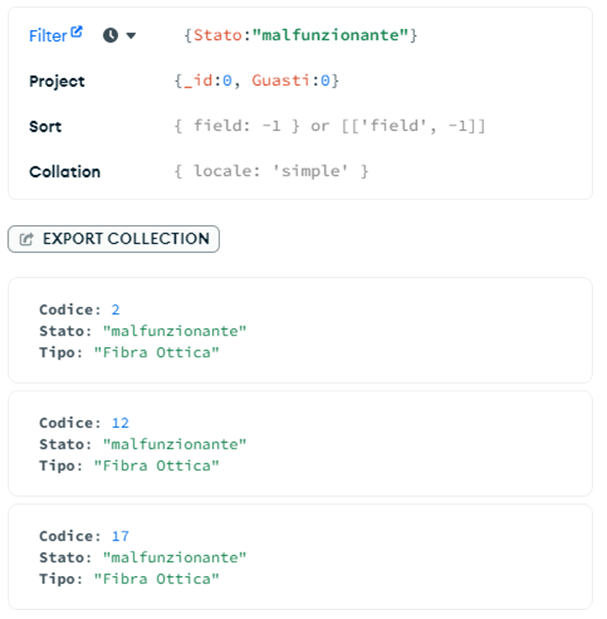 Filter {Stato:"malfunzionante"}
Project {_id:0, Guasti:0}
Sort { field: -1 } or [['field', -1]]
Collation { locale: 'simple' }
EXPORT COLLECTION
Codice: 2
Stato: "malfunzionante"
Tipo: "Fibra Ottica"
Codice: 12
Stato: "malfunzionante"
Tipo: "Fibra Ottica"
Codice: 17
Stato: "malfunzionante"
Tipo: "Fibra Ottica"